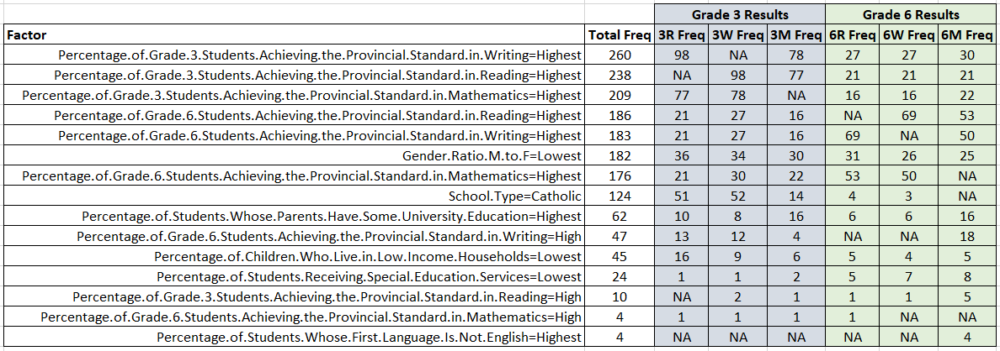 Grade 3 Results Grade 6 Results
Factor Total Freq 3R Freq 3W Freq 3M Freq 6R Freq 6W Freq 6M Freq
Percentage.of.Grade.3.Students.Achieving.the.Provincial.Standard.in.Writing=Highest 260 98 NA 78 27 27 30
Percentage.of.Grade.3.Students.Achieving.the.Provincial.Standard.in.Reading=Highest 238 NA 98 77 21 21 21
Percentage.of.Grade.3.Students.Achieving.the.Provincial.Standard.in.Mathematics=Highest 209 77 78 NA 16 16 22
Percentage.of.Grade.6.Students.Achieving.the.Provincial.Standard.in.Reading=Highest 186 21 27 16 NA 69 53
Percentage.of.Grade.6.Students.Achieving.the.Provincial.Standard.in.Writing=Highest 183 21 27 16 69 NA 50
Gender.Ratio.M.to.F=Lowest 182 36 34 30 31 26 25
Percentage.of.Grade.6.Students.Achieving.the.Provincial.Standard.in.Mathematics=Highest 176 21 30 22 53 50 NA
School.Type=Catholic 124 51 52 14 4 3 NA
Percentage.of.Students.Whose.Parents.Have.Some.University.Education=Highest 62 10 8 16 6 6 16
Percentage.of.Grade.6.Students.Achieving.the.Provincial.Standard.in.Writing=High 47 13 12 4 NA NA 18
Percentage.of.Children.Who.Live.in.Low.Income.Households=Lowest 45 16 9 6 5 4 5
Percentage.of.Students.Receiving.Special.Education.Services=Lowest 24 1 1 2 5 7 8
Percentage.of.Grade.3.Students.Achieving.the.Provincial.Standard.in.Reading=High 10 NA 2 1 1 1 5
Percentage.of.Grade.6.Students.Achieving.the.Provincial.Standard.in.Mathematics=High 4 1 1 1 1 NA NA
Percentage.of.Students.Whose.First.Language.Is.Not.English=Highest 4 NA NA NA NA NA 4